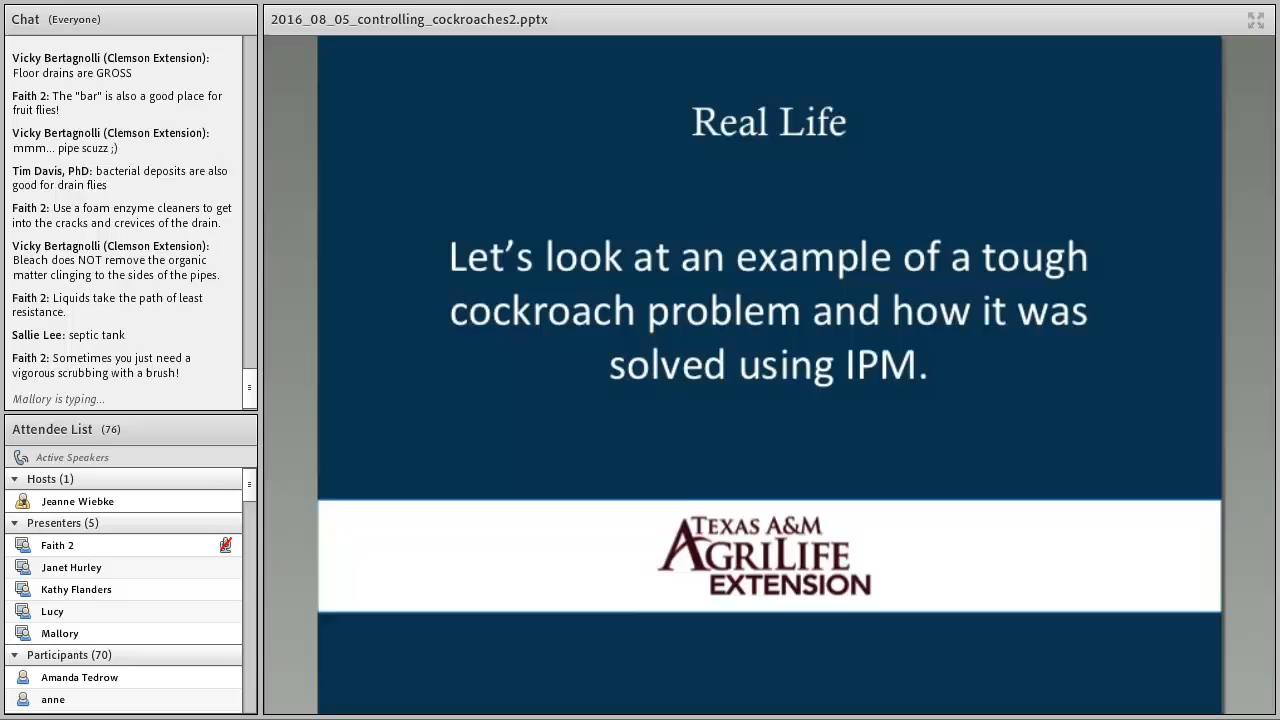 Chat (Everyone)
Vicky Bertagnolli (Clemson Extension):
Floor drains are GROSS
Faith 2: The "bar" is also a good place for
fruit flies!
Vicky Bertagnolli (Clemson Extension):
mmm... pipe scuzz ;)
Tim Davis, PhD: bacterial deposits are also
good for drain flies
Faith 2: Use a foam enzyme cleaners to get
into the cracks and crevices of the drain.
Vicky Bertagnolli (Clemson Extension):
Bleach does NOT remove the organic
matter clinging to the sides of the pipes.
Faith 2: Liquids take the path of least
resistance.
Sallie Lee: septic tank
Faith 2: Sometimes you just need a
vigorous scrubbing with a brush!
Mallory is typing...
Attendee List (76)
Active Speakers
Hosts (1)
Jeanne Wiebke
Presenters (5)
Faith 2
Janet Hurley
Kathy Flanders
Lucy
Mallory
Participants (70)
Amanda Tedrow
anne
2016_08_05_controlling_cockroaches2.pptx
Real Life
Let's look at an example of a tough
cockroach problem and how it was
solved using IPM.
TEXAS A&M
AGRILIFE
EXTENSION